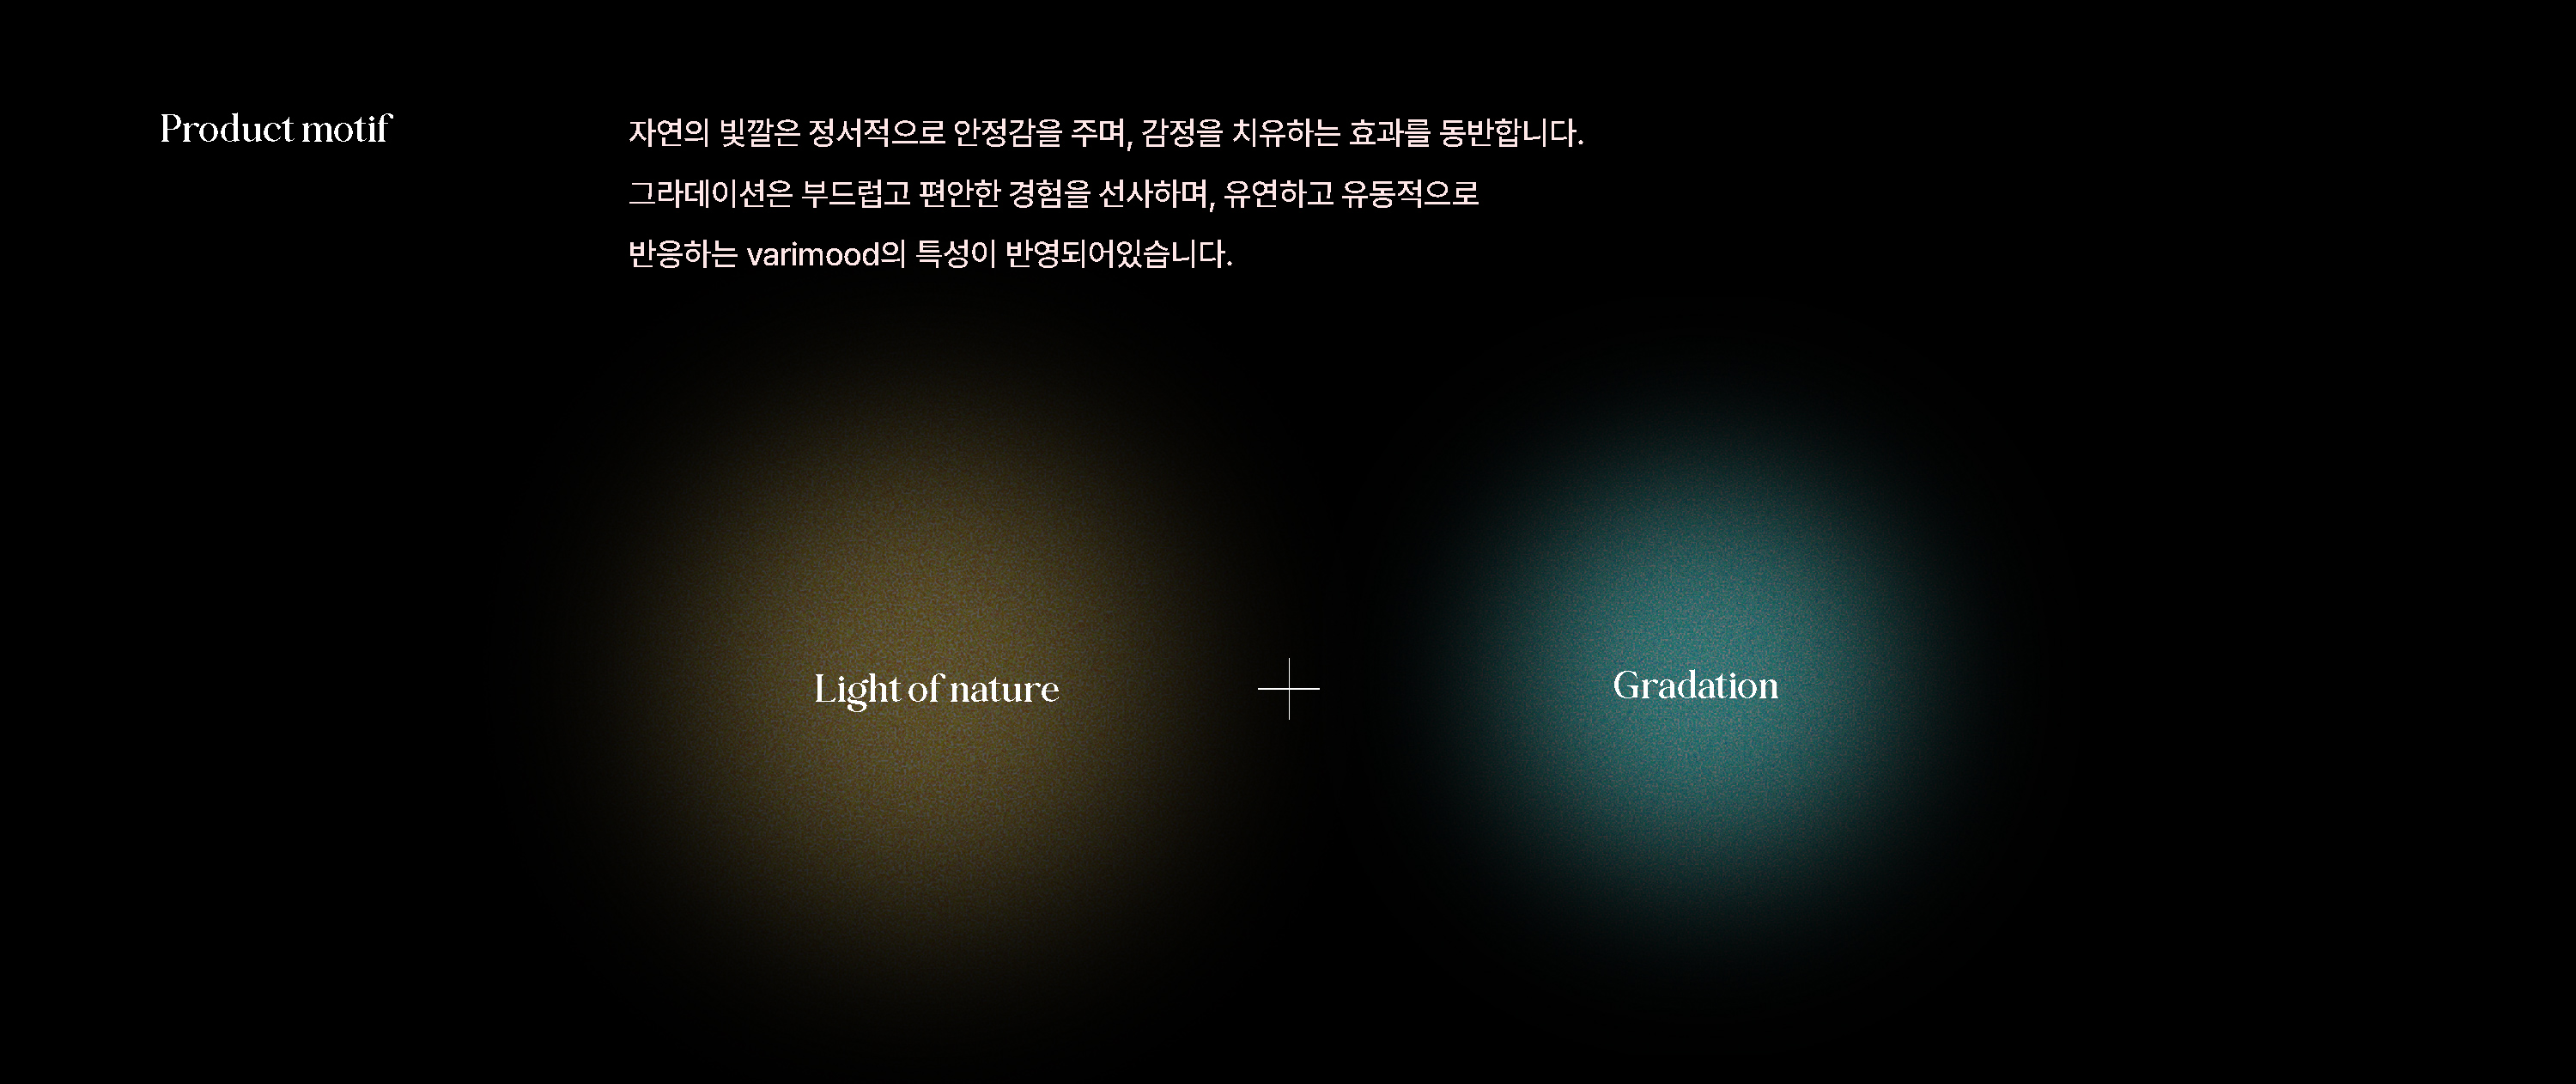 Product motif
자연의 빛깔은 정서적으로 안정감을 주며, 감정을 치유하는 효과를 동반합니다.
그라데이션은 부드럽고 편안한 경험을 선사하며, 유연하고 유동적으로
반응하는 varimood의 특성이 반영되어있습니다.
Light of nature
Gradation